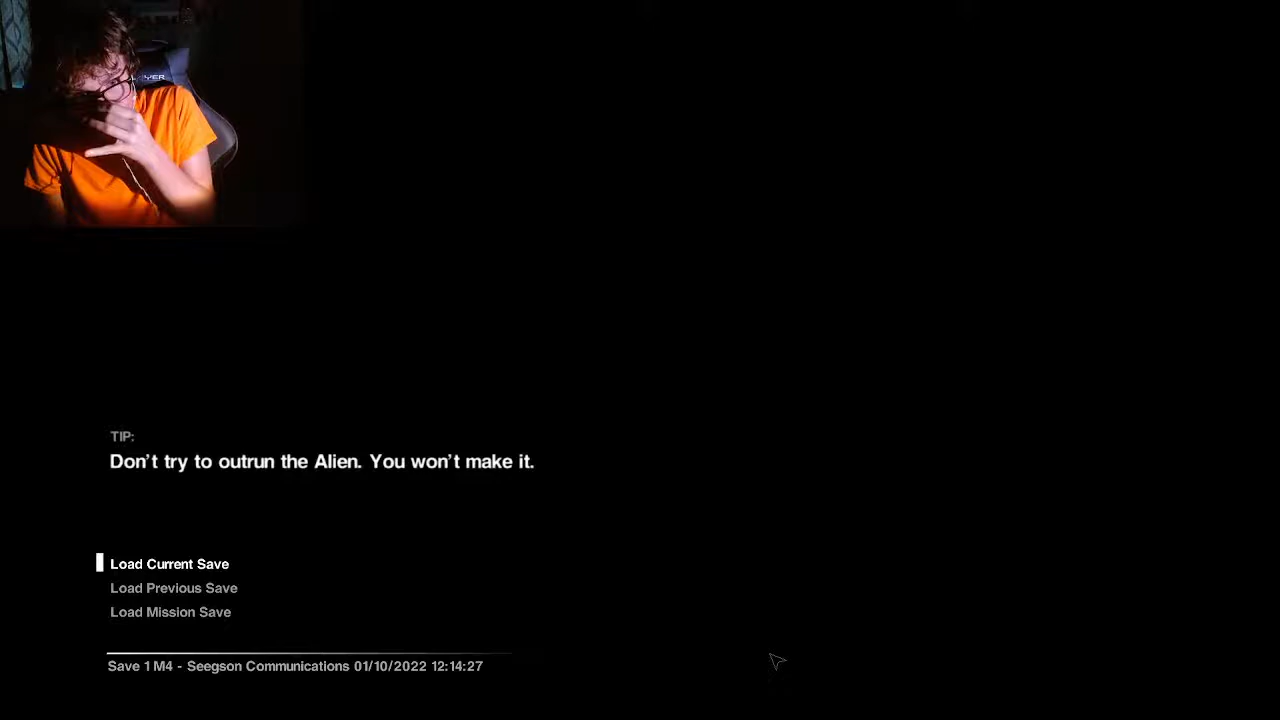 TIP:
Don't try to outrun the Alien. You won't make it.
Load Current Save
Load Previous Save
Load Mission Save
Save 1 M4 - Seegson Communications 01/10/2022 12:14:27